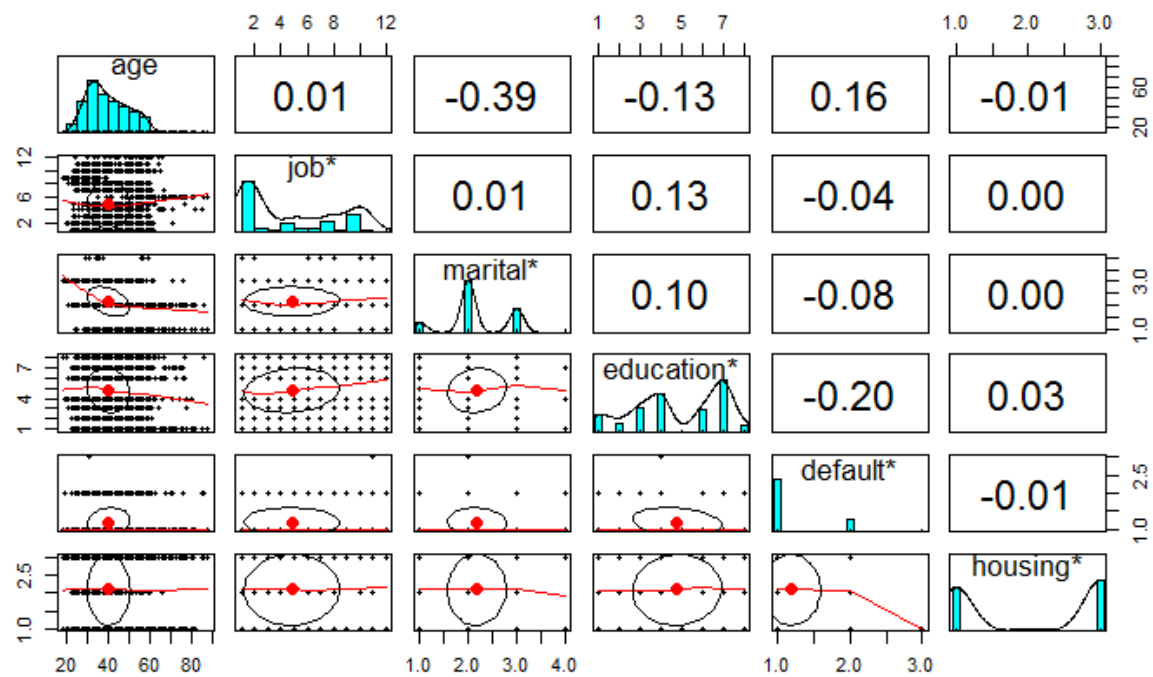 2 4 6 8 12 1 3 5 7 1.0 2.0 3.0
age 0.01 -0.39 -0.13 0.16 -0.01 20 60
2 6 12 job* 0.01 0.13 -0.04 0.00
marital* 0.10 -0.08 0.00 1.0 3.0
1 4 7 education* -0.20 0.03
default* -0.01 1.0 2.5
1.0 2.5 housing*
20 40 60 80 1.0 2.0 3.0 4.0 1.0 2.0 3.0